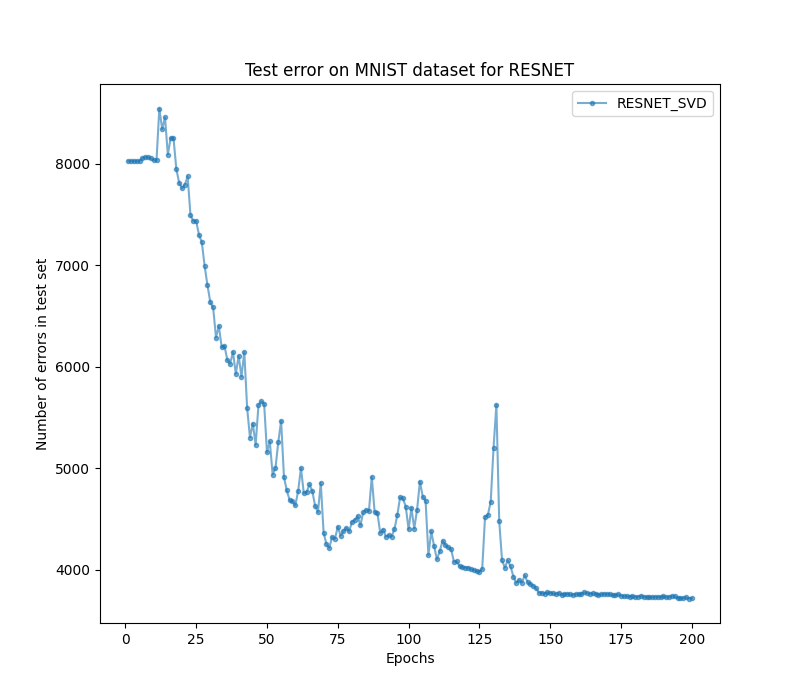 Test error on MNIST dataset for RESNET
RESNET_SVD
Number of errors in test set
8000
7000
6000
5000
4000
0 25 50 75 100 125 150 175 200
Epochs